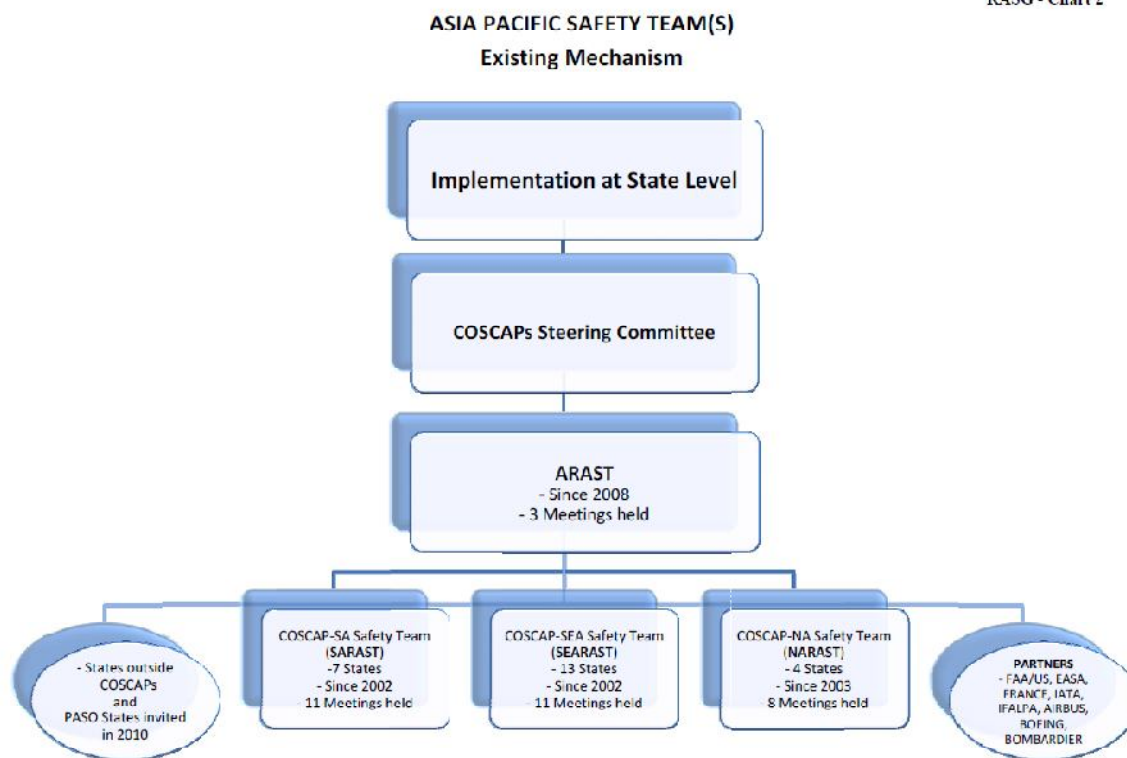 RASG - Chart 2
ASIA PACIFIC SAFETY TEAM(S)
Existing Mechanism
Implementation at State Level
COSCAPs Steering Committee
ARAST
- Since 2008
- 3 Meetings held
- States outside
COSCAPs
and
PASO States invited
in 2010
COSCAP-SA Safety Team
(SARAST)
-7 States
- Since 2002
- 11 Meetings held
COSCAP-SEA Safety Team
(SEARAST)
- 13 States
- Since 2002
- 11 Meetings held
COSCAP-NA Safety Team
(NARAST)
- 4 States
- Since 2003
- 8 Meetings held
PARTNERS
- FAA/US, EASA,
FRANCE, IATA,
IFALPA, AIRBUS,
BOEING,
BOMBARDIER